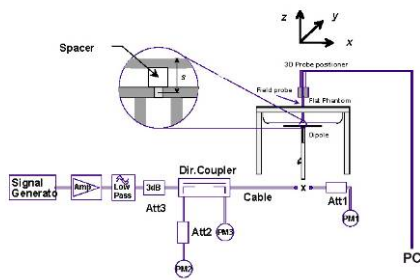 z
y
x
Spacer
s
3D Probe positioner
Field probe
Flat Phantom
Dipole
Dir.Coupler
Signal
Generato
Amp
Low
Pass
3dB
Att3
Cable
x
Att1
PM1
Att2
PM3
PM2
PC